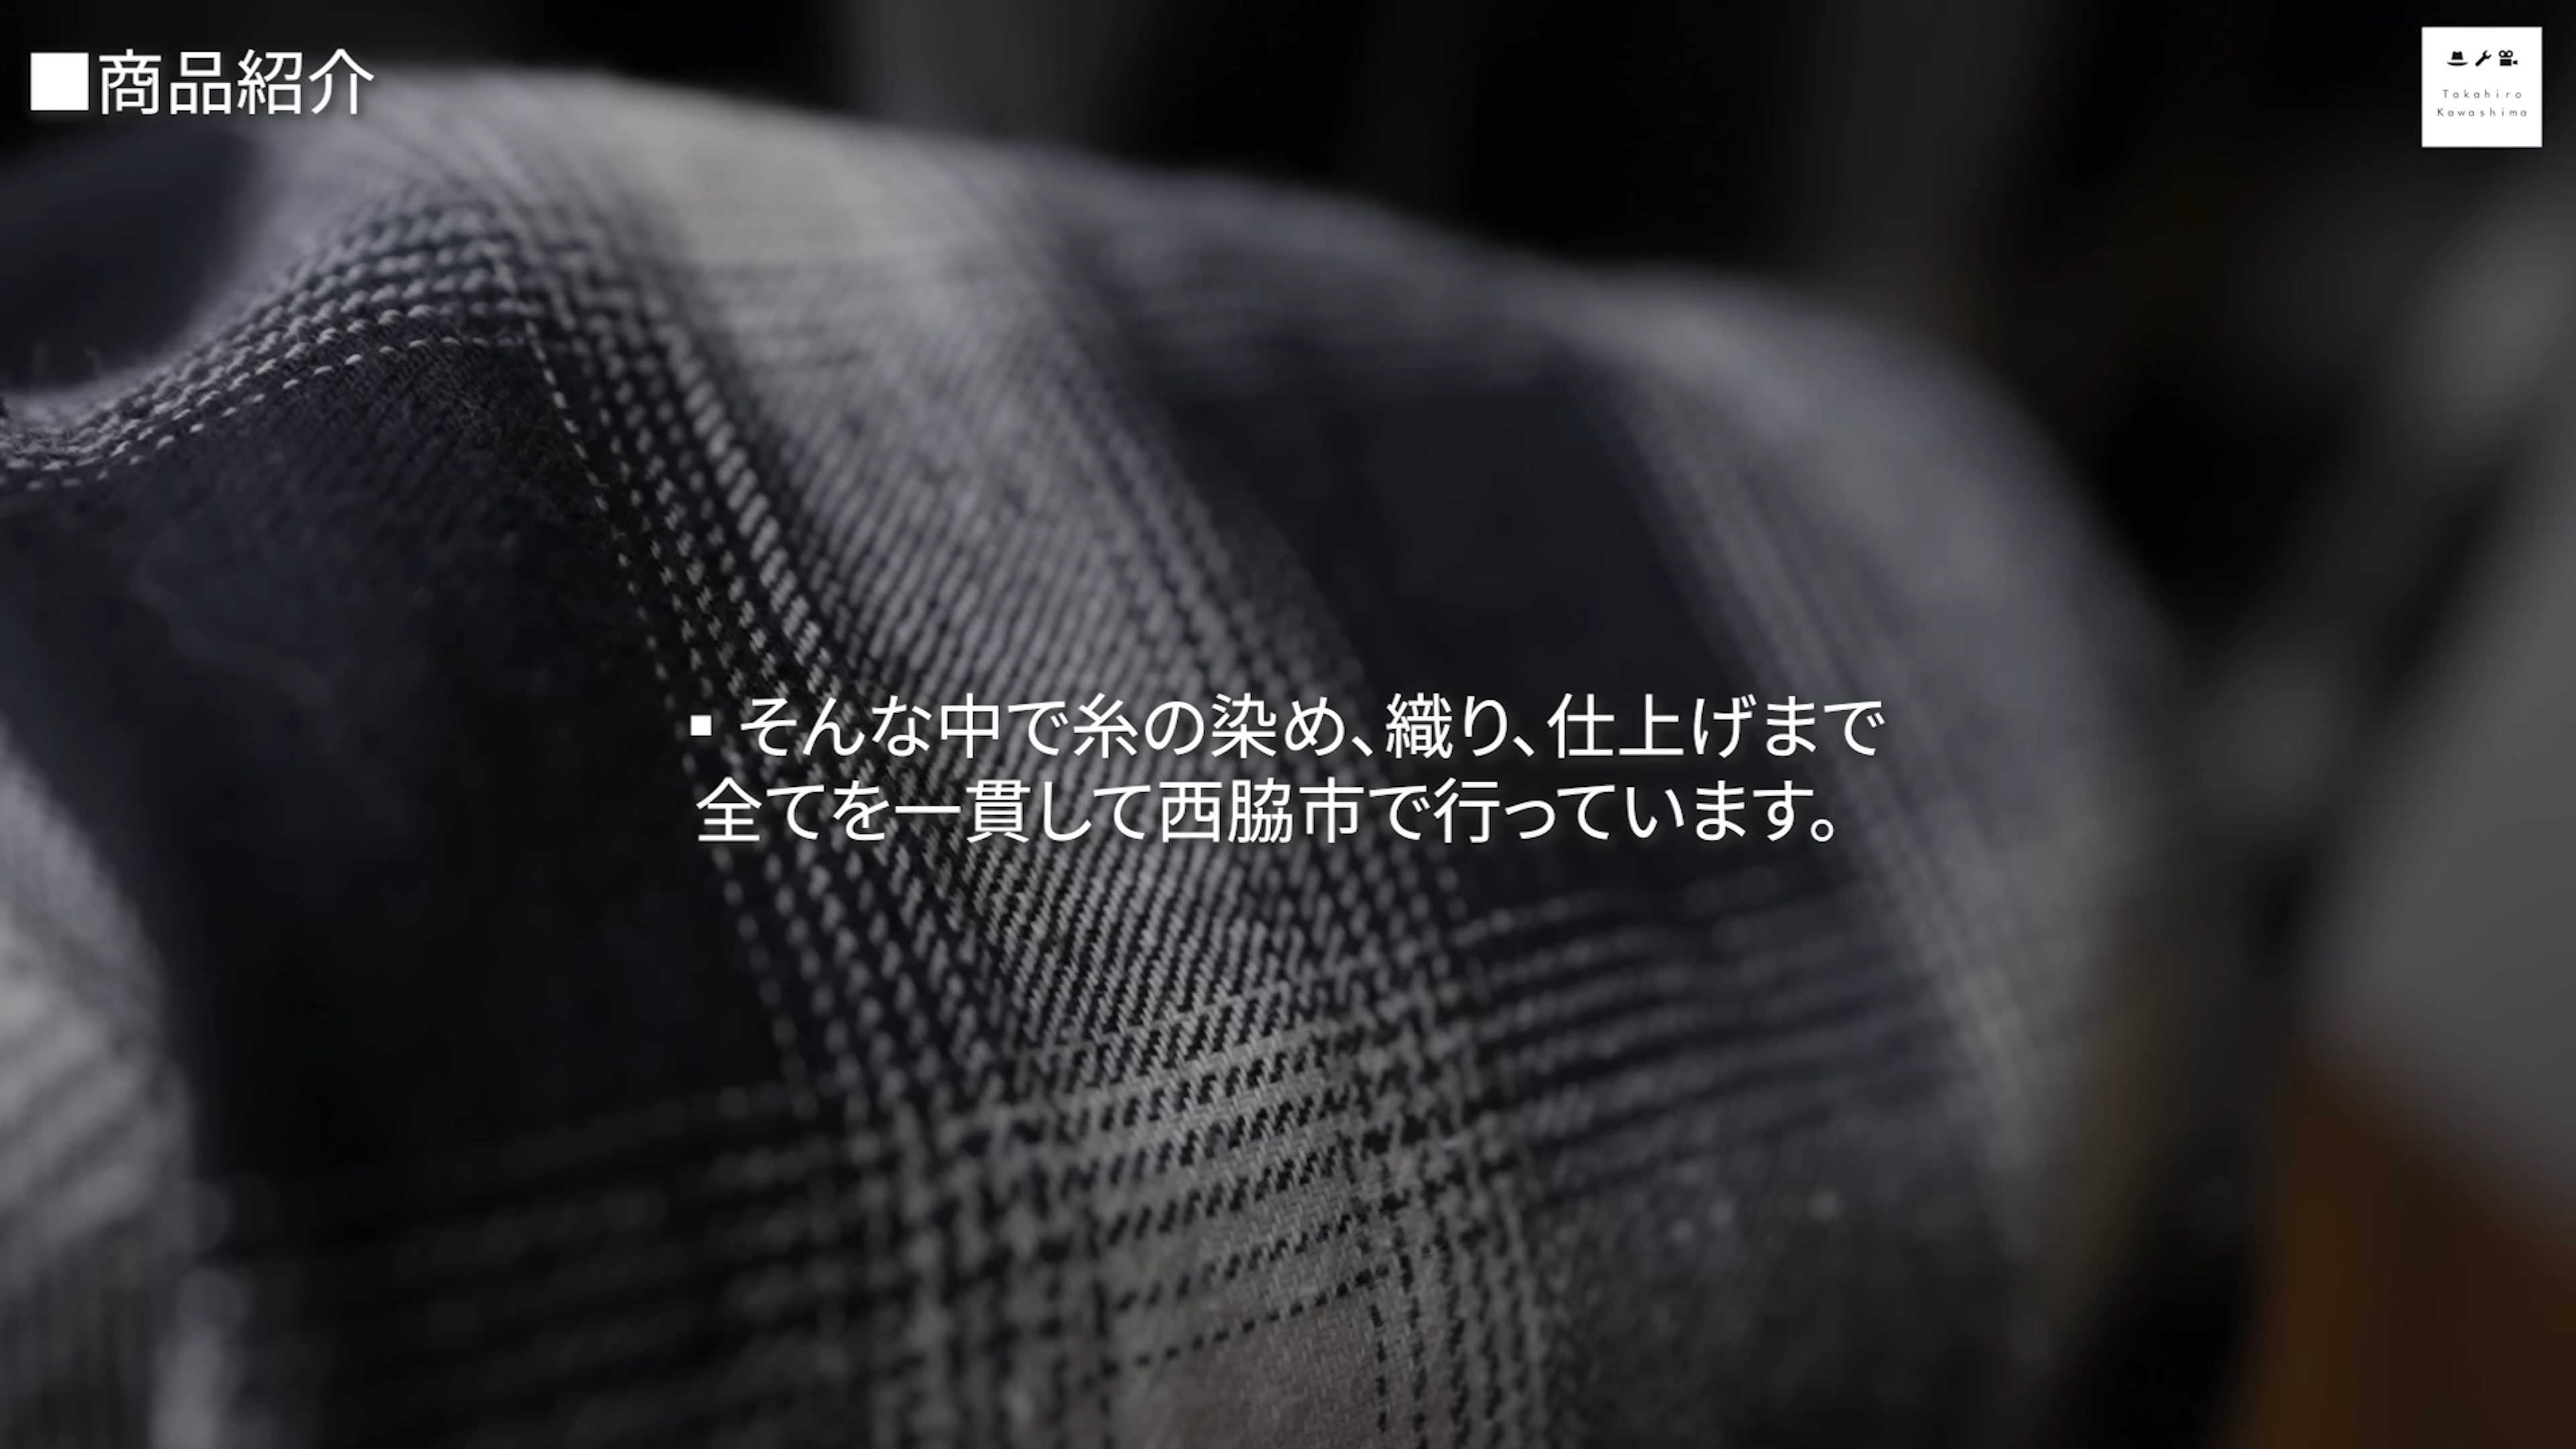 ■商品紹介
Takahiro
Kawashima
▪ そんな中で糸の染め、織り、仕上げまで
全てを一貫して西脇市で行っています。